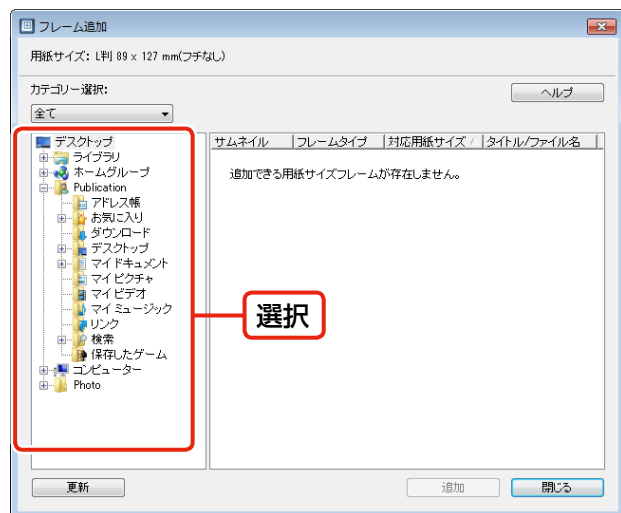 フレーム追加
用紙サイズ: L判 89 x 127 mm(フチなし)
カテゴリー選択:
ヘルプ
全て
デスクトップ
ライブラリ
ホームグループ
Publication
アドレス帳
お気に入り
ダウンロード
デスクトップ
マイ ドキュメント
マイ ピクチャ
マイ ビデオ
マイ ミュージック
リンク
検索
保存したゲーム
コンピューター
Photo
サムネイル フレームタイプ 対応用紙サイズ タイトル/ファイル名
追加できる用紙サイズフレームが存在しません。
選択
更新
追加
閉じる